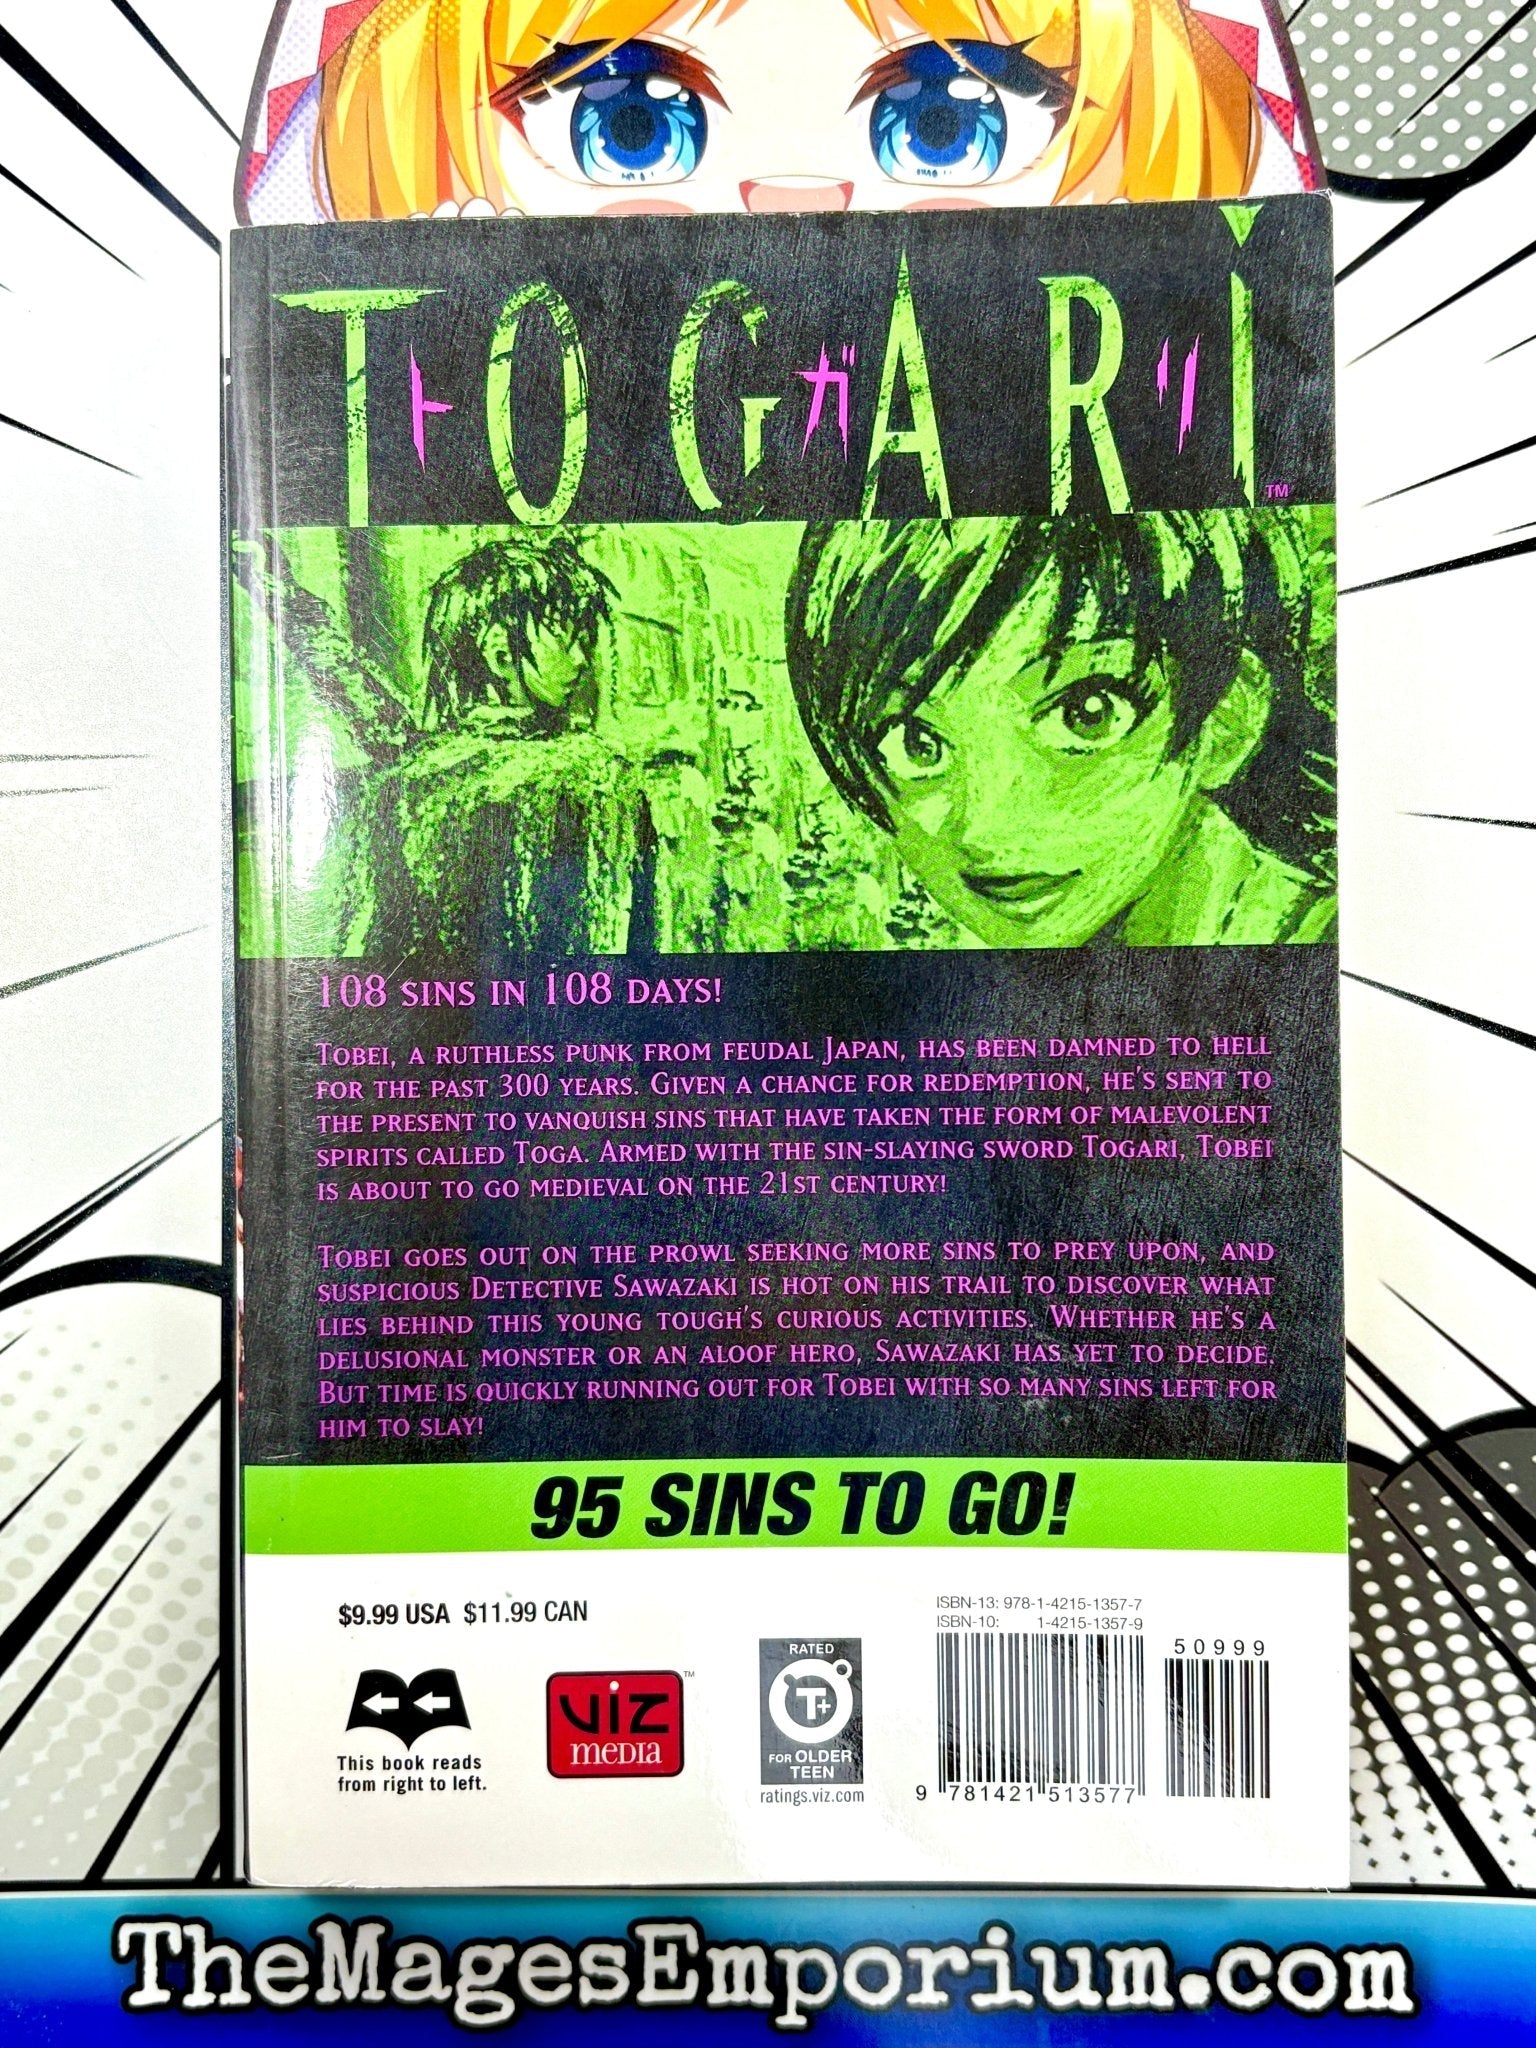 TOGARI
トガリ
TM
108 SINS IN 108 DAYS!
TOBEI, A RUTHLESS PUNK FROM FEUDAL JAPAN, HAS BEEN DAMNED TO HELL
FOR THE PAST 300 YEARS. GIVEN A CHANCE FOR REDEMPTION, HE'S SENT TO
THE PRESENT TO VANQUISH SINS THAT HAVE TAKEN THE FORM OF MALEVOLENT
SPIRITS CALLED TOGA. ARMED WITH THE SIN-SLAYING SWORD TOGARI, TOBEI
IS ABOUT TO GO MEDIEVAL ON THE 21ST CENTURY!
TOBEI GOES OUT ON THE PROWL SEEKING MORE SINS TO PREY UPON, AND
SUSPICIOUS DETECTIVE SAWAZAKI IS HOT ON HIS TRAIL TO DISCOVER WHAT
LIES BEHIND THIS YOUNG TOUGH'S CURIOUS ACTIVITIES. WHETHER HE'S A
DELUSIONAL MONSTER OR AN ALOOF HERO, SAWAZAKI HAS YET TO DECIDE.
BUT TIME IS QUICKLY RUNNING OUT FOR TOBEI WITH SO MANY SINS LEFT FOR
HIM TO SLAY!
95 SINS TO GO!
$9.99 USA $11.99 CAN
This book reads
from right to left.
VIZ
MEDIA
TM
RATED
T+
FOR OLDER
TEEN
ratings.viz.com
ISBN-13: 978-1-4215-1357-7
ISBN-10: 1-4215-1357-9
50999
9 781421 513577
TheMagesEmporium.com